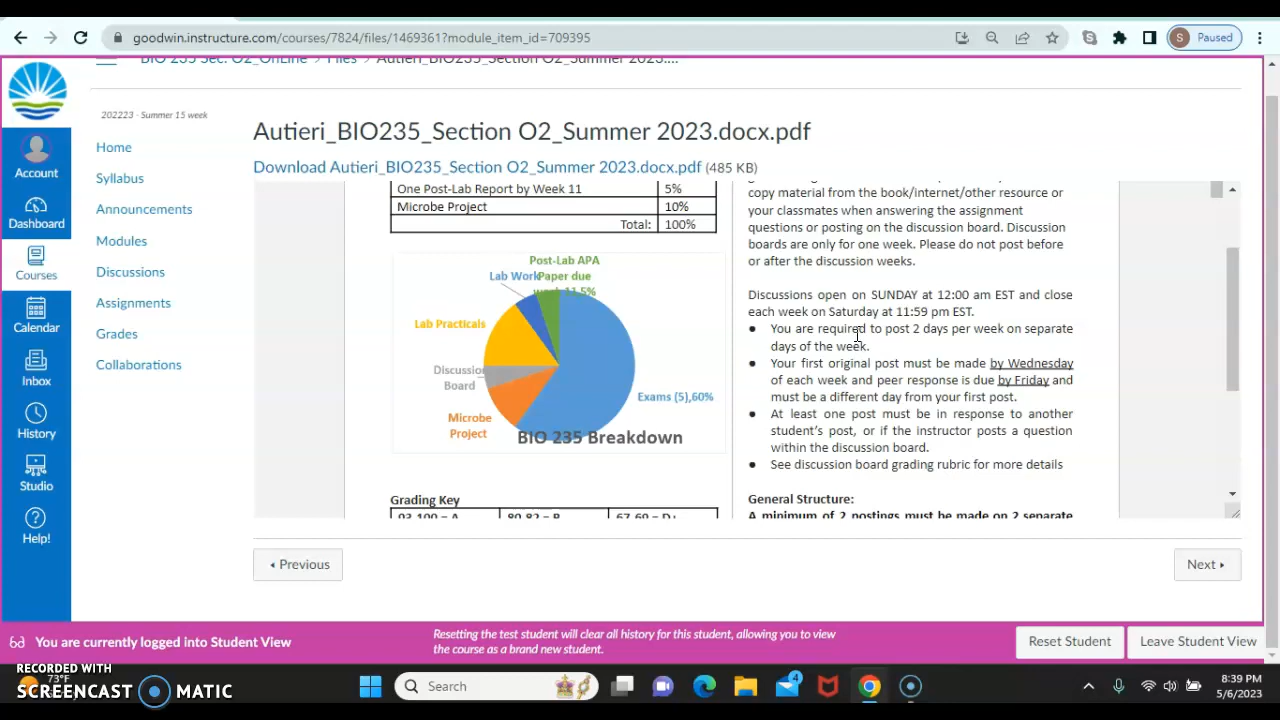 goodwin.instructure.com/courses/7824/files/1469361?module_item_id=709395
S Paused
BIO 235 Sec. O2_OnLine > Files > Autieri_BIO235_Section O2_Summer 2023....
202223 - Summer 15 week
Account
Dashboard
Courses
Calendar
Inbox
History
Studio
Help!
Home
Syllabus
Announcements
Modules
Discussions
Assignments
Grades
Collaborations
Autieri_BIO235_Section O2_Summer 2023.docx.pdf
Download Autieri_BIO235_Section O2_Summer 2023.docx.pdf (485 KB)
One Post-Lab Report by Week 11 5%
Microbe Project 10%
Total: 100%
Post-Lab APA
Paper due
week 11,5%
Lab Work
Lab Practicals
Discussion
Board
Microbe
Project
Exams (5),60%
BIO 235 Breakdown
Grading Key
93-100 = A 80-82 = B- 67-69 = D+
copy material from the book/internet/other resource or
your classmates when answering the assignment
questions or posting on the discussion board. Discussion
boards are only for one week. Please do not post before
or after the discussion weeks.
Discussions open on SUNDAY at 12:00 am EST and close
each week on Saturday at 11:59 pm EST.
● You are required to post 2 days per week on separate
days of the week.
● Your first original post must be made by Wednesday
of each week and peer response is due by Friday and
must be a different day from your first post.
● At least one post must be in response to another
student's post, or if the instructor posts a question
within the discussion board.
● See discussion board grading rubric for more details
General Structure:
A minimum of 2 postings must be made on 2 separate
◂ Previous
Next ▸
You are currently logged into Student View
Resetting the test student will clear all history for this student, allowing you to view
the course as a brand new student.
Reset Student
Leave Student View
RECORDED WITH
SCREENCAST MATIC
73°F
Search
4
8:39 PM
5/6/2023